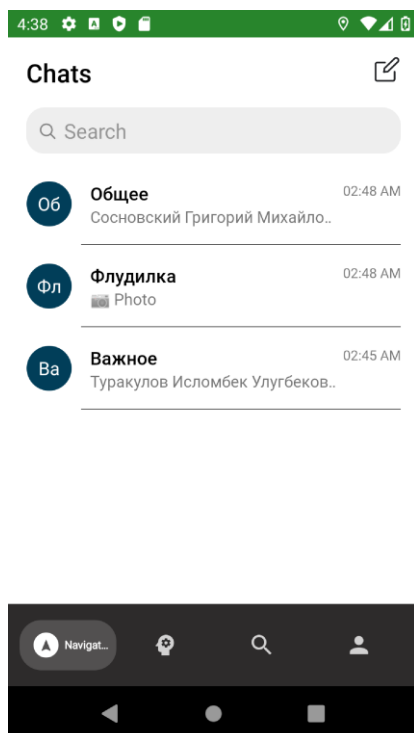 4:38
Chats
Search
Общее
02:48 AM
Об
Сосновский Григорий Михайло..
Флудилка
02:48 AM
Фл
Photo
Важное
02:45 AM
Ва
Туракулов Исломбек Улугбеков..
Navigat...